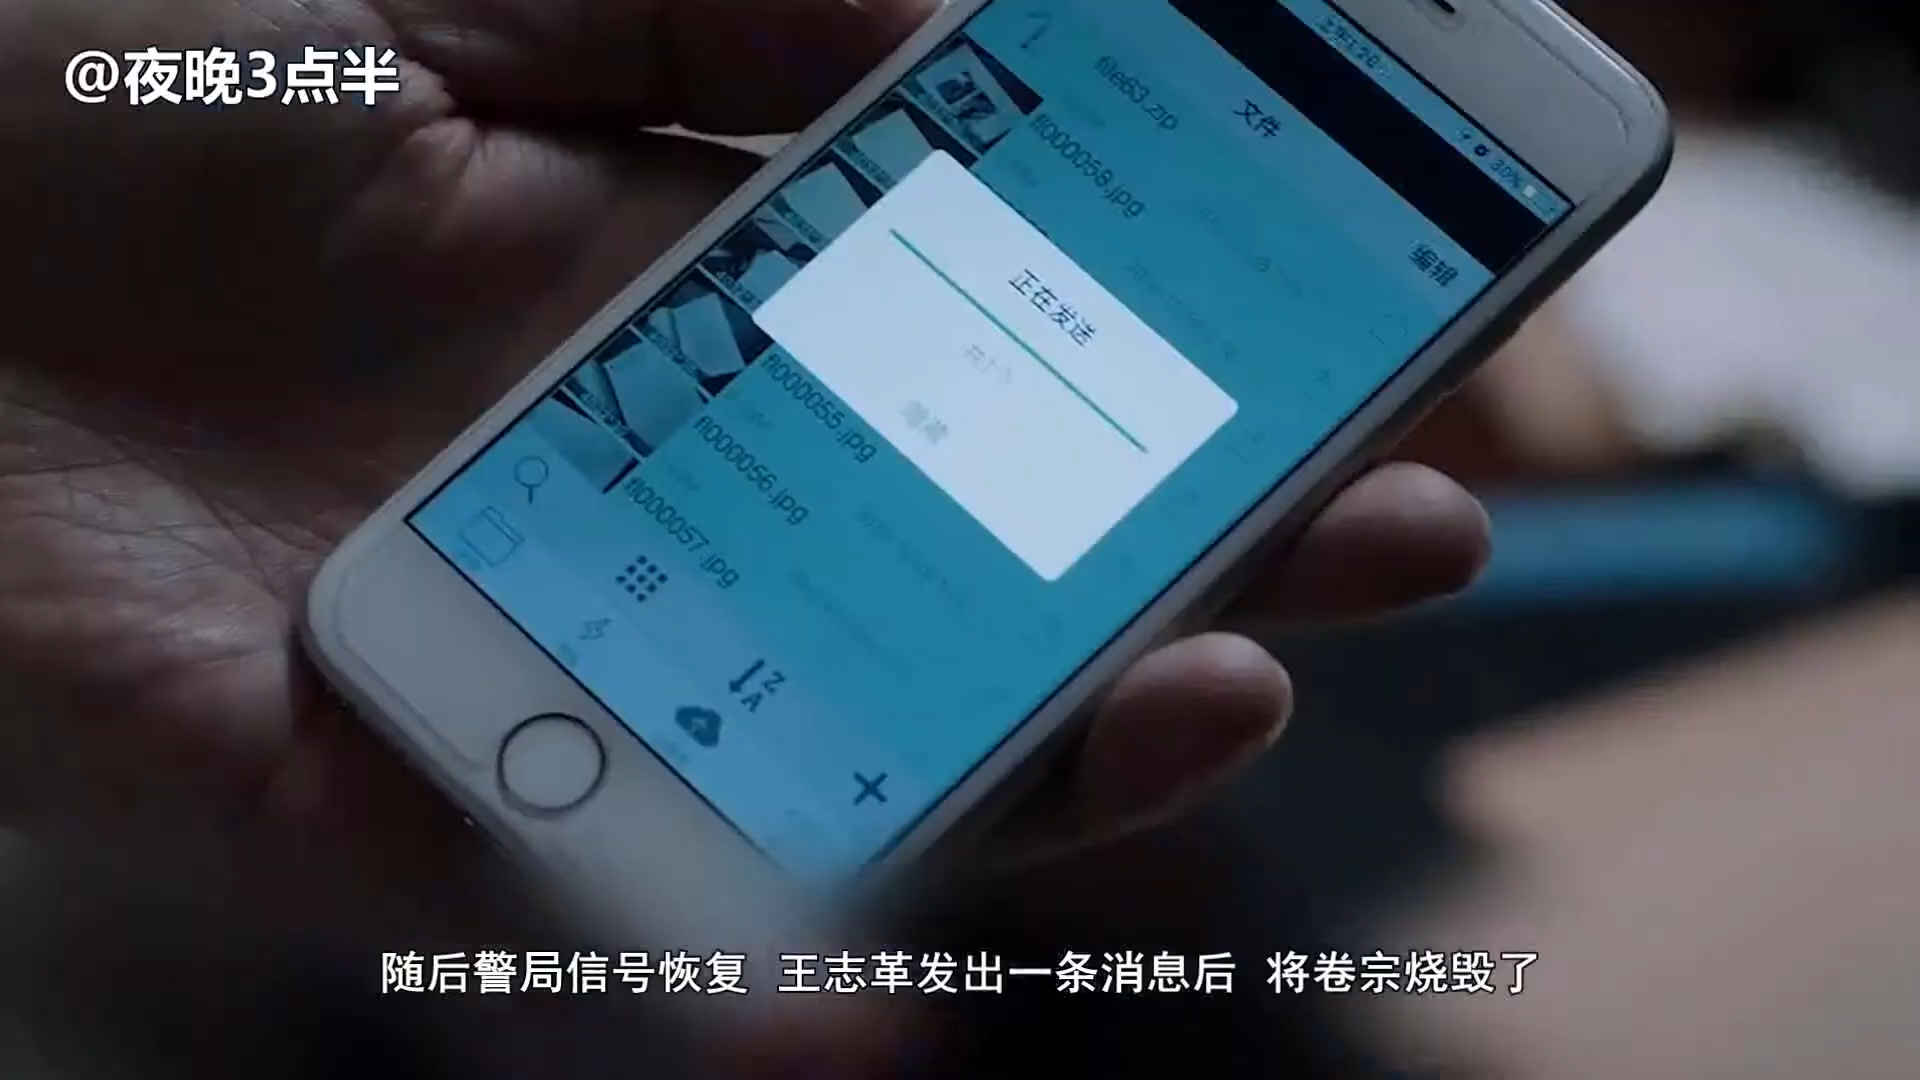 @夜晚3点半
文件
编辑
file63.zip
fl000058.jpg
正在发送
fl000055.jpg
fl000056.jpg
fl000057.jpg
随后警局信号恢复 王志革发出一条消息后 将卷宗烧毁了